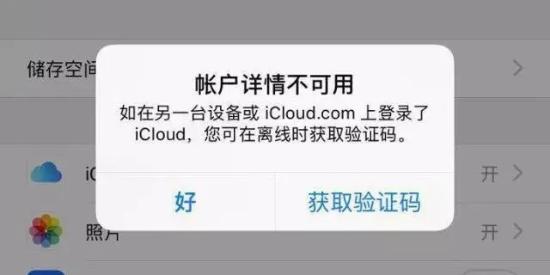 储存空间
帐户详情不可用
如在另一台设备或 iCloud.com 上登录了
iCloud，您可在离线时获取验证码。
好
获取验证码
开
照片
开